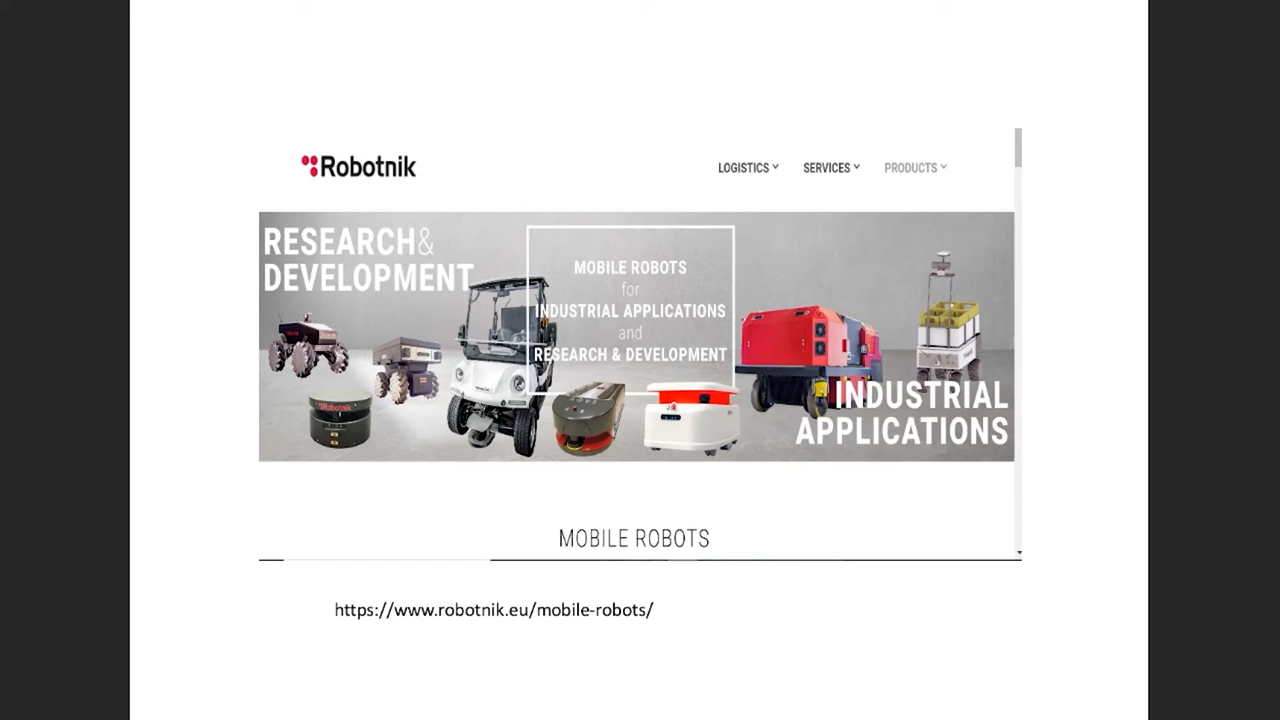 Robotnik
LOGISTICS
SERVICES
PRODUCTS
RESEARCH&
DEVELOPMENT
MOBILE ROBOTS
for
INDUSTRIAL APPLICATIONS
and
RESEARCH & DEVELOPMENT
Robotnik
INDUSTRIAL
APPLICATIONS
MOBILE ROBOTS
https://www.robotnik.eu/mobile-robots/